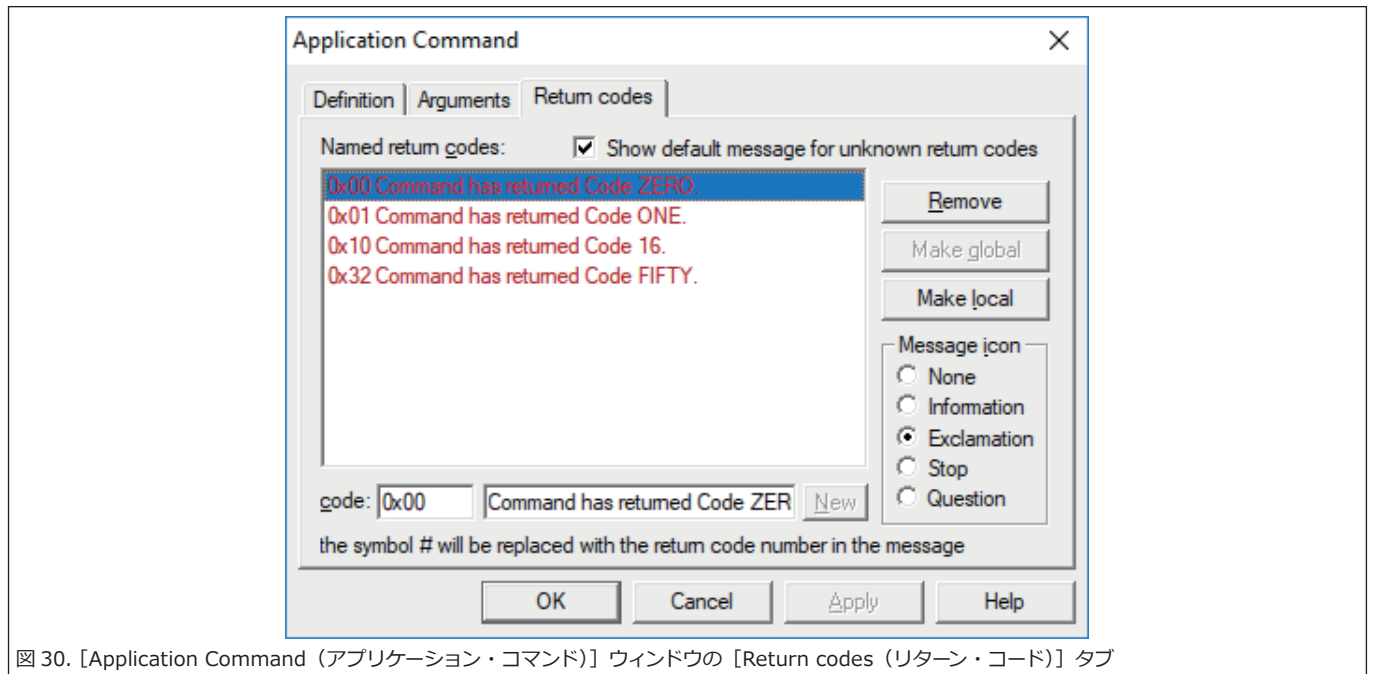 Application Command
Definition Arguments Return codes
Named return codes: Show default message for unknown return codes
0x00 Command has returned Code ZERO.
0x01 Command has returned Code ONE.
0x10 Command has returned Code 16.
0x32 Command has returned Code FIFTY.
Remove
Make global
Make local
Message icon
None
Information
Exclamation
Stop
Question
code: 0x00 Command has returned Code ZER New
the symbol # will be replaced with the return code number in the message
OK Cancel Apply Help
図 30.［Application Command（アプリケーション・コマンド）］ウィンドウの［Return codes（リターン・コード）］タブ